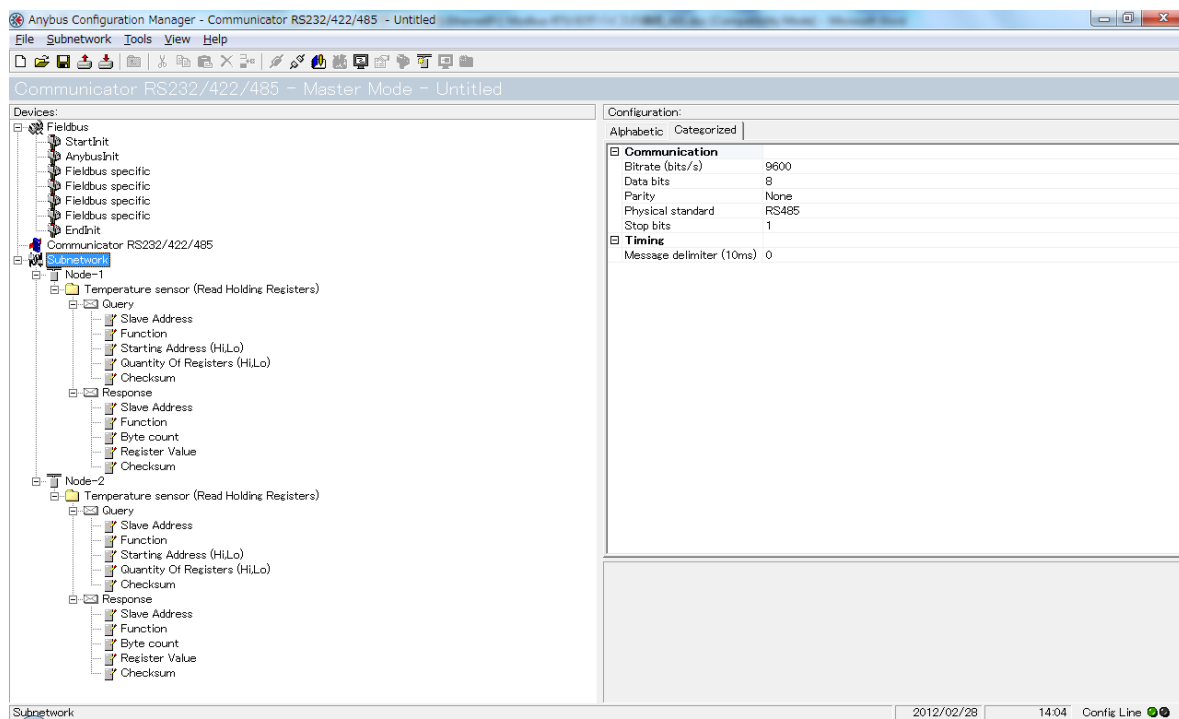 Anybus Configuration Manager - Communicator RS232/422/485 - Untitled
File Subnetwork Tools View Help
Communicator RS232/422/485 - Master Mode - Untitled
Devices:
Fieldbus
StartInit
AnybusInit
Fieldbus specific
Fieldbus specific
Fieldbus specific
Fieldbus specific
EndInit
Communicator RS232/422/485
Subnetwork
Node-1
Temperature sensor (Read Holding Registers)
Query
Slave Address
Function
Starting Address (Hi,Lo)
Quantity Of Registers (Hi,Lo)
Checksum
Response
Slave Address
Function
Byte count
Register Value
Checksum
Node-2
Temperature sensor (Read Holding Registers)
Query
Slave Address
Function
Starting Address (Hi,Lo)
Quantity Of Registers (Hi,Lo)
Checksum
Response
Slave Address
Function
Byte count
Register Value
Checksum
Configuration:
Alphabetic Categorized
Communication
Bitrate (bits/s) 9600
Data bits 8
Parity None
Physical standard RS485
Stop bits 1
Timing
Message delimiter (10ms) 0
Subnetwork 2012/02/28 14:04 Config Line